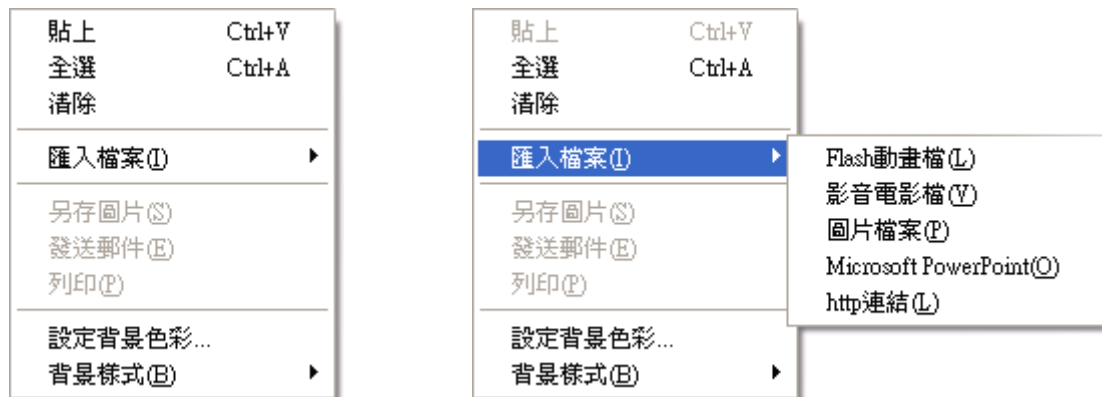 貼上 Ctrl+V
全選 Ctrl+A
清除
匯入檔案(I)
另存圖片(S)
發送郵件(E)
列印(P)
設定背景色彩...
背景樣式(B)
貼上 Ctrl+V
全選 Ctrl+A
清除
匯入檔案(I)
另存圖片(S)
發送郵件(E)
列印(P)
設定背景色彩...
背景樣式(B)
Flash動畫檔(L)
影音電影檔(V)
圖片檔案(P)
Microsoft PowerPoint(O)
http連結(L)